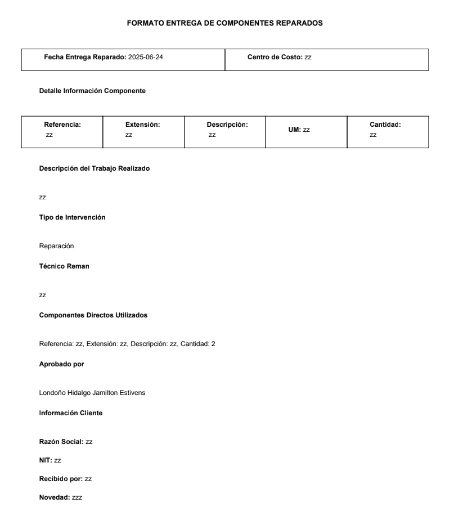 FORMATO ENTREGA DE COMPONENTES REPARADOS
Fecha Entrega Reparado: 2025-06-24 Centro de Costo: zz
Detalle Información Componente
Referencia: Extensión: Descripción: UM: zz Cantidad:
zz zz zz zz
Descripción del Trabajo Realizado
zz
Tipo de Intervención
Reparación
Técnico Reman
zz
Componentes Directos Utilizados
Referencia: zz, Extensión: zz, Descripción: zz, Cantidad: 2
Aprobado por
Londoño Hidalgo Jamilton Estivens
Información Cliente
Razón Social: zz
NIT: zz
Recibido por: zz
Novedad: zzz